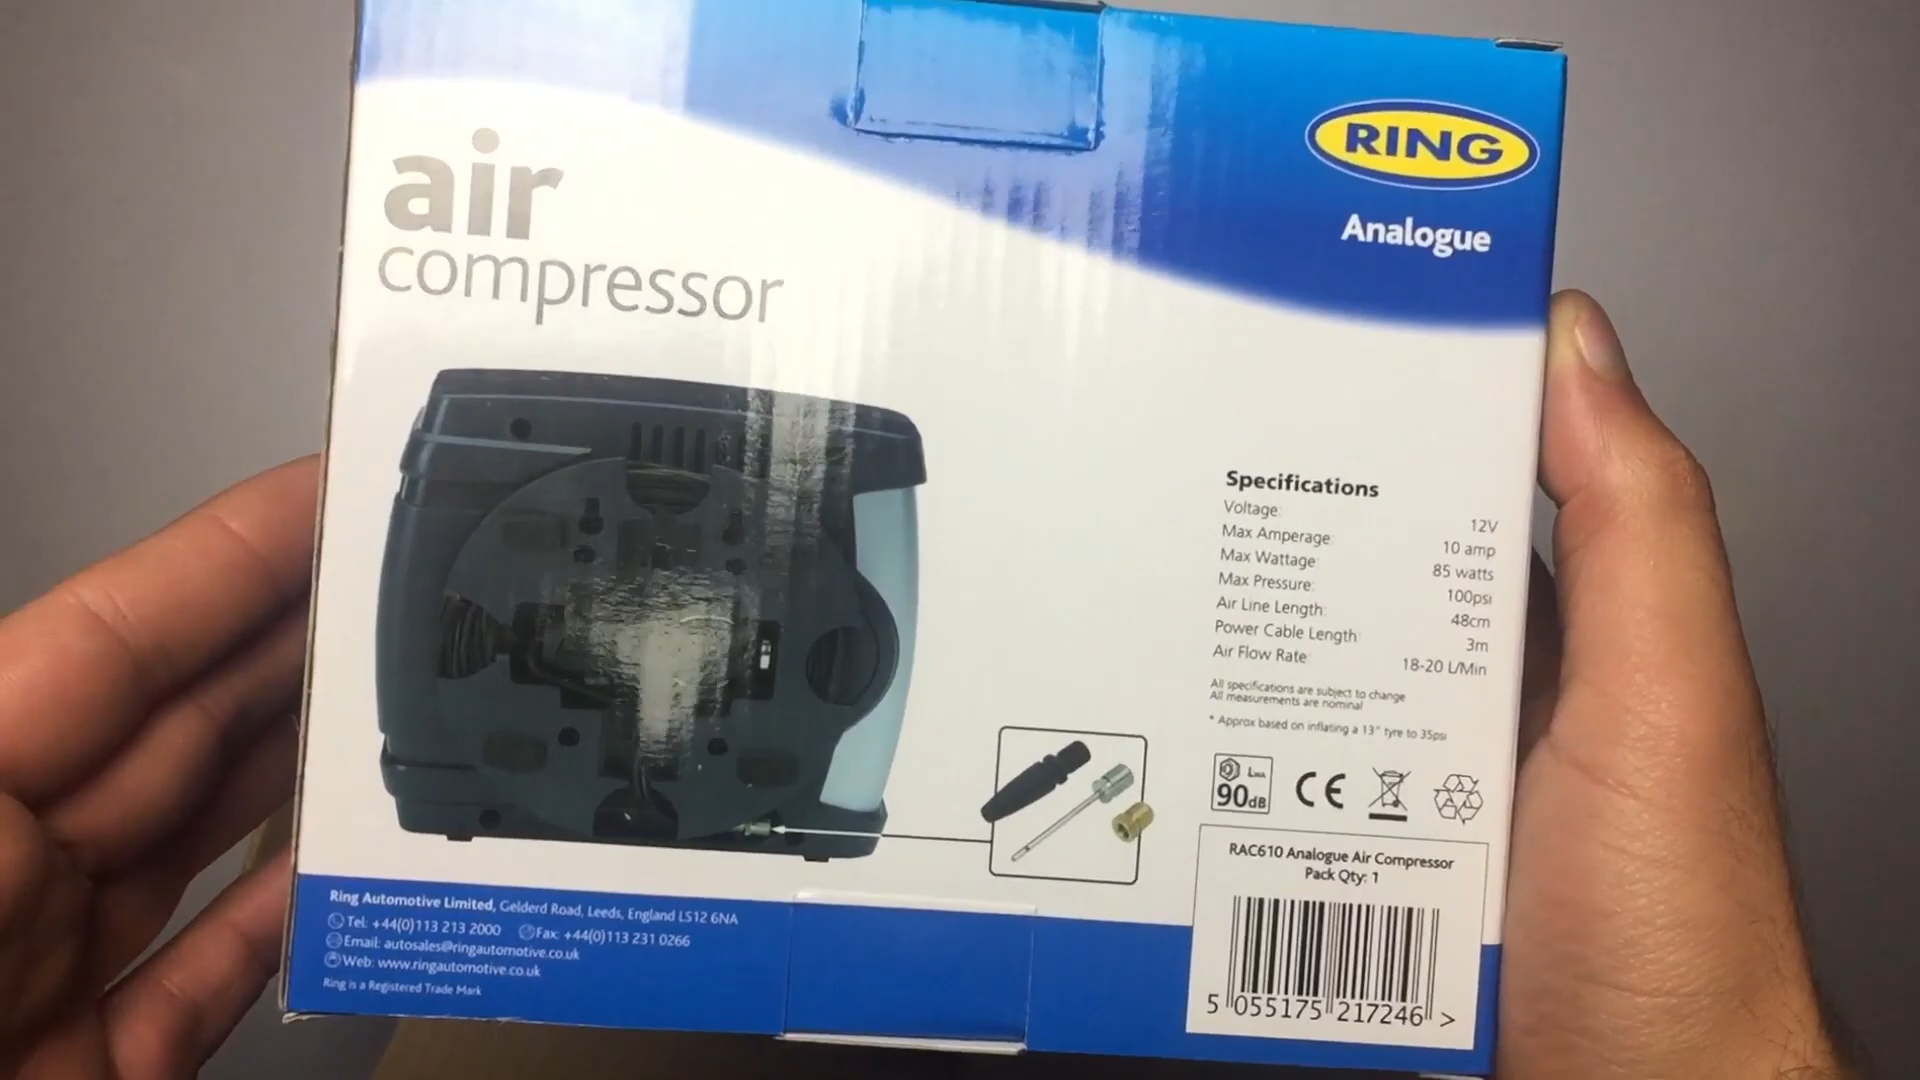 RING
Analogue
air
compressor
Specifications
Voltage: 12V
Max Amperage: 10 amp
Max Wattage: 85 watts
Max Pressure: 100psi
Air Line Length: 48cm
Power Cable Length: 3m
Air Flow Rate: 18-20 L/Min
All specifications are subject to change
All measurements are nominal
* Approx based on inflating a 13" tyre to 35psi
LWA
90dB
CE
RAC610 Analogue Air Compressor
Pack Qty: 1
5 055175 217246 >
Ring Automotive Limited, Gelderd Road, Leeds, England LS12 6NA
Tel: +44(0)113 213 2000 Fax: +44(0)113 231 0266
Email: autosales@ringautomotive.co.uk
Web: www.ringautomotive.co.uk
Ring is a Registered Trade Mark